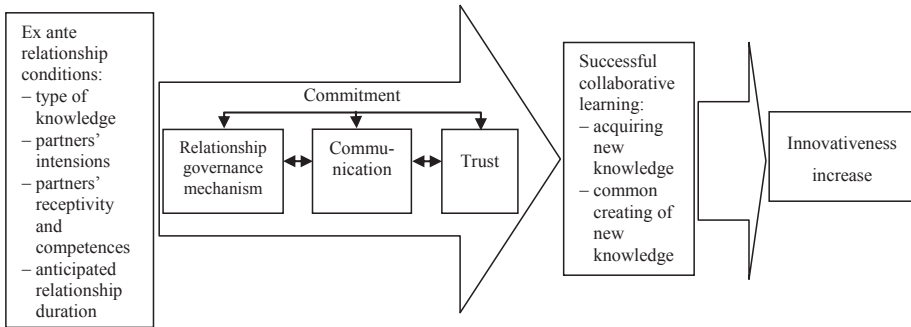 Ex ante
relationship
conditions:
– type of
knowledge
– partners’
intensions
– partners’
receptivity
and
competences
– anticipated
relationship
duration
Commitment
Relationship
governance
mechanism
Commu-
nication
Trust
Successful
collaborative
learning:
– acquiring
new
knowledge
– common
creating of
new
knowledge
Innovativeness
increase